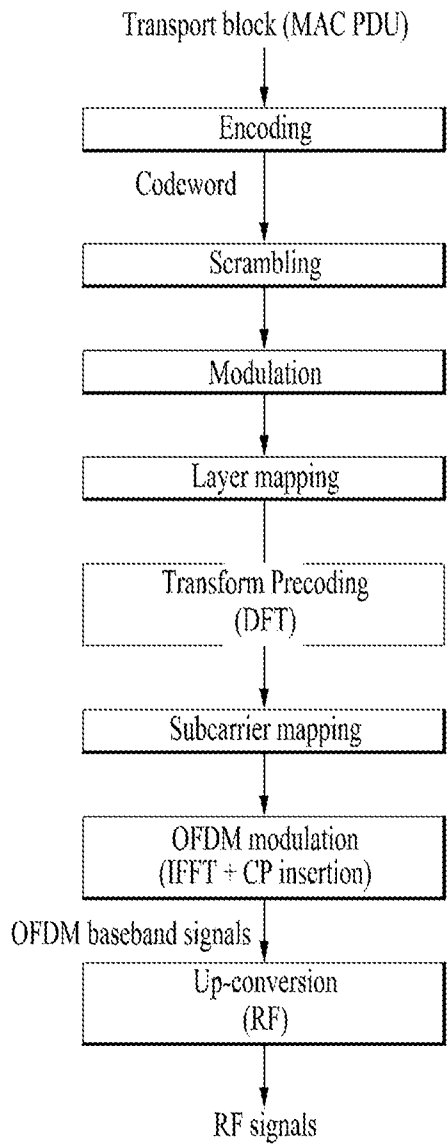 Transport block (MAC PDU)
Encoding
Codeword
Scrambling
Modulation
Layer mapping
Transform Precoding
(DFT)
Subcarrier mapping
OFDM modulation
(IFFT + CP insertion)
OFDM baseband signals
Up-conversion
(RF)
RF signals